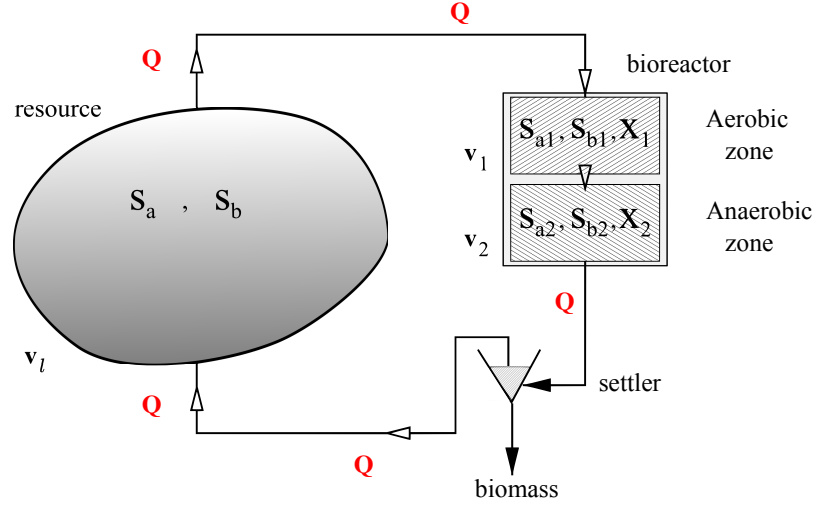 Q
Q
bioreactor
resource
Sa1, Sb1, X1
Aerobic
zone
v1
Sa , Sb
Sa2, Sb2, X2
Anaerobic
zone
v2
Q
vl
settler
Q
Q
biomass